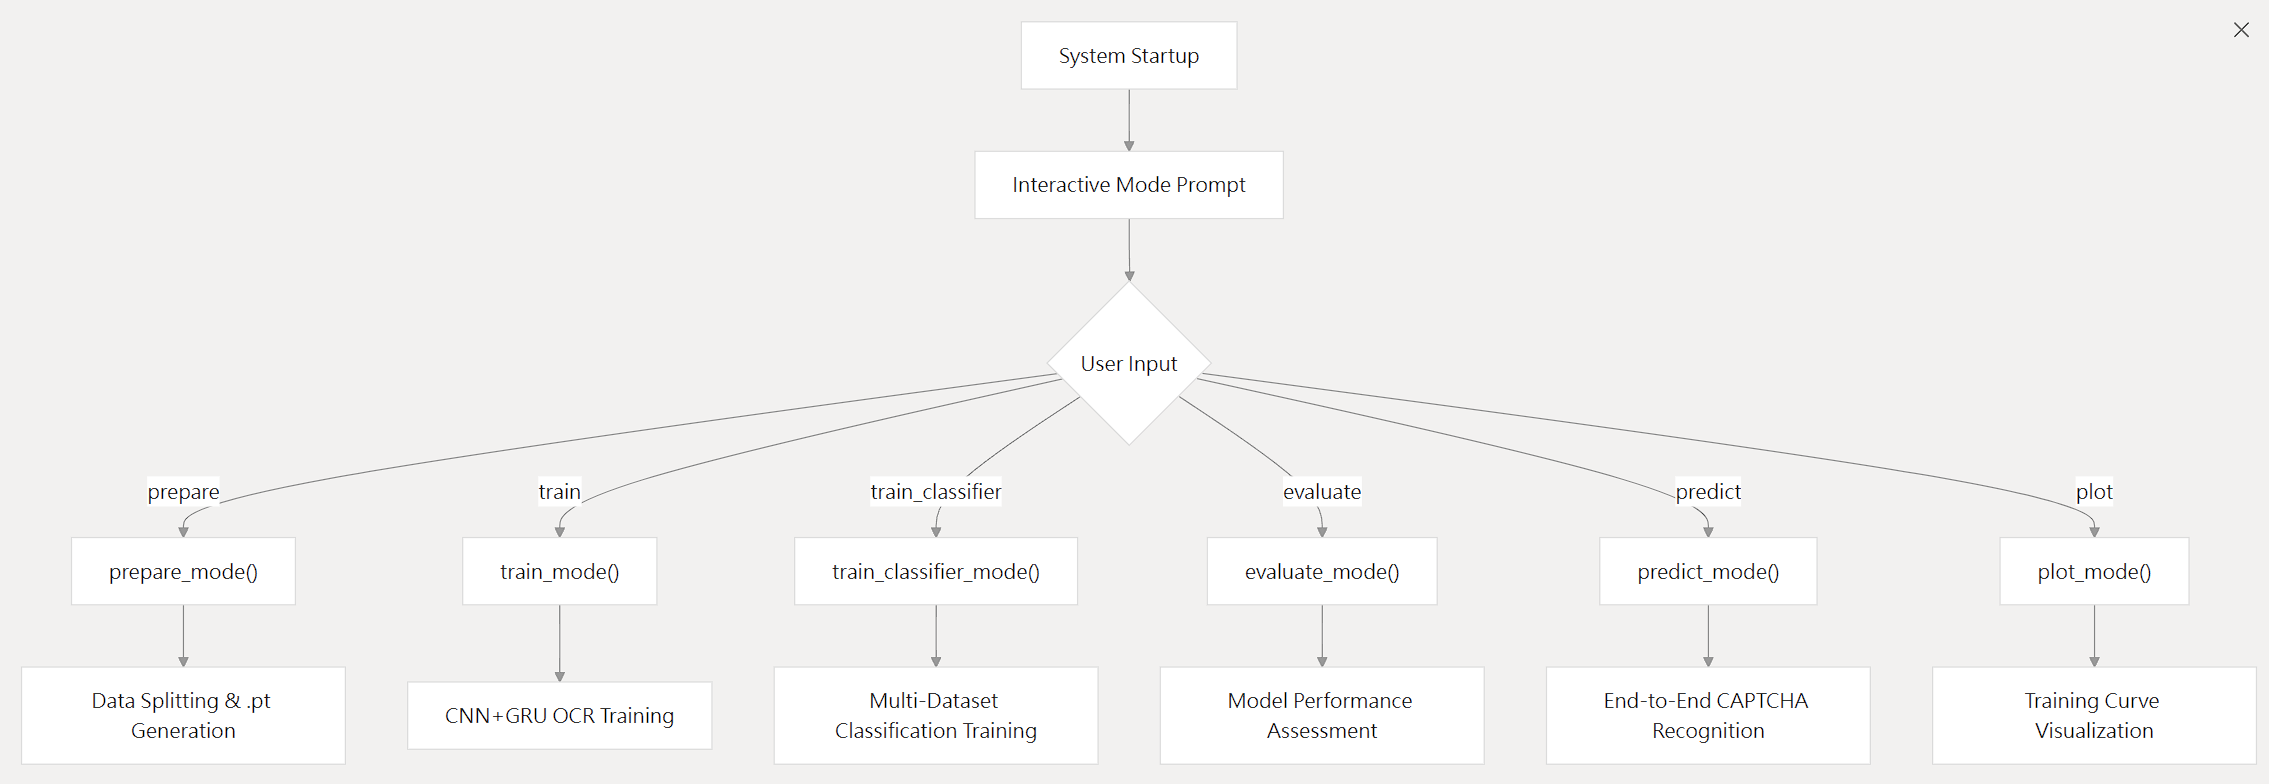 System Startup
Interactive Mode Prompt
User Input
prepare
train
train_classifier
evaluate
predict
plot
prepare_mode()
train_mode()
train_classifier_mode()
evaluate_mode()
predict_mode()
plot_mode()
Data Splitting & .pt
Generation
CNN+GRU OCR Training
Multi-Dataset
Classification Training
Model Performance
Assessment
End-to-End CAPTCHA
Recognition
Training Curve
Visualization